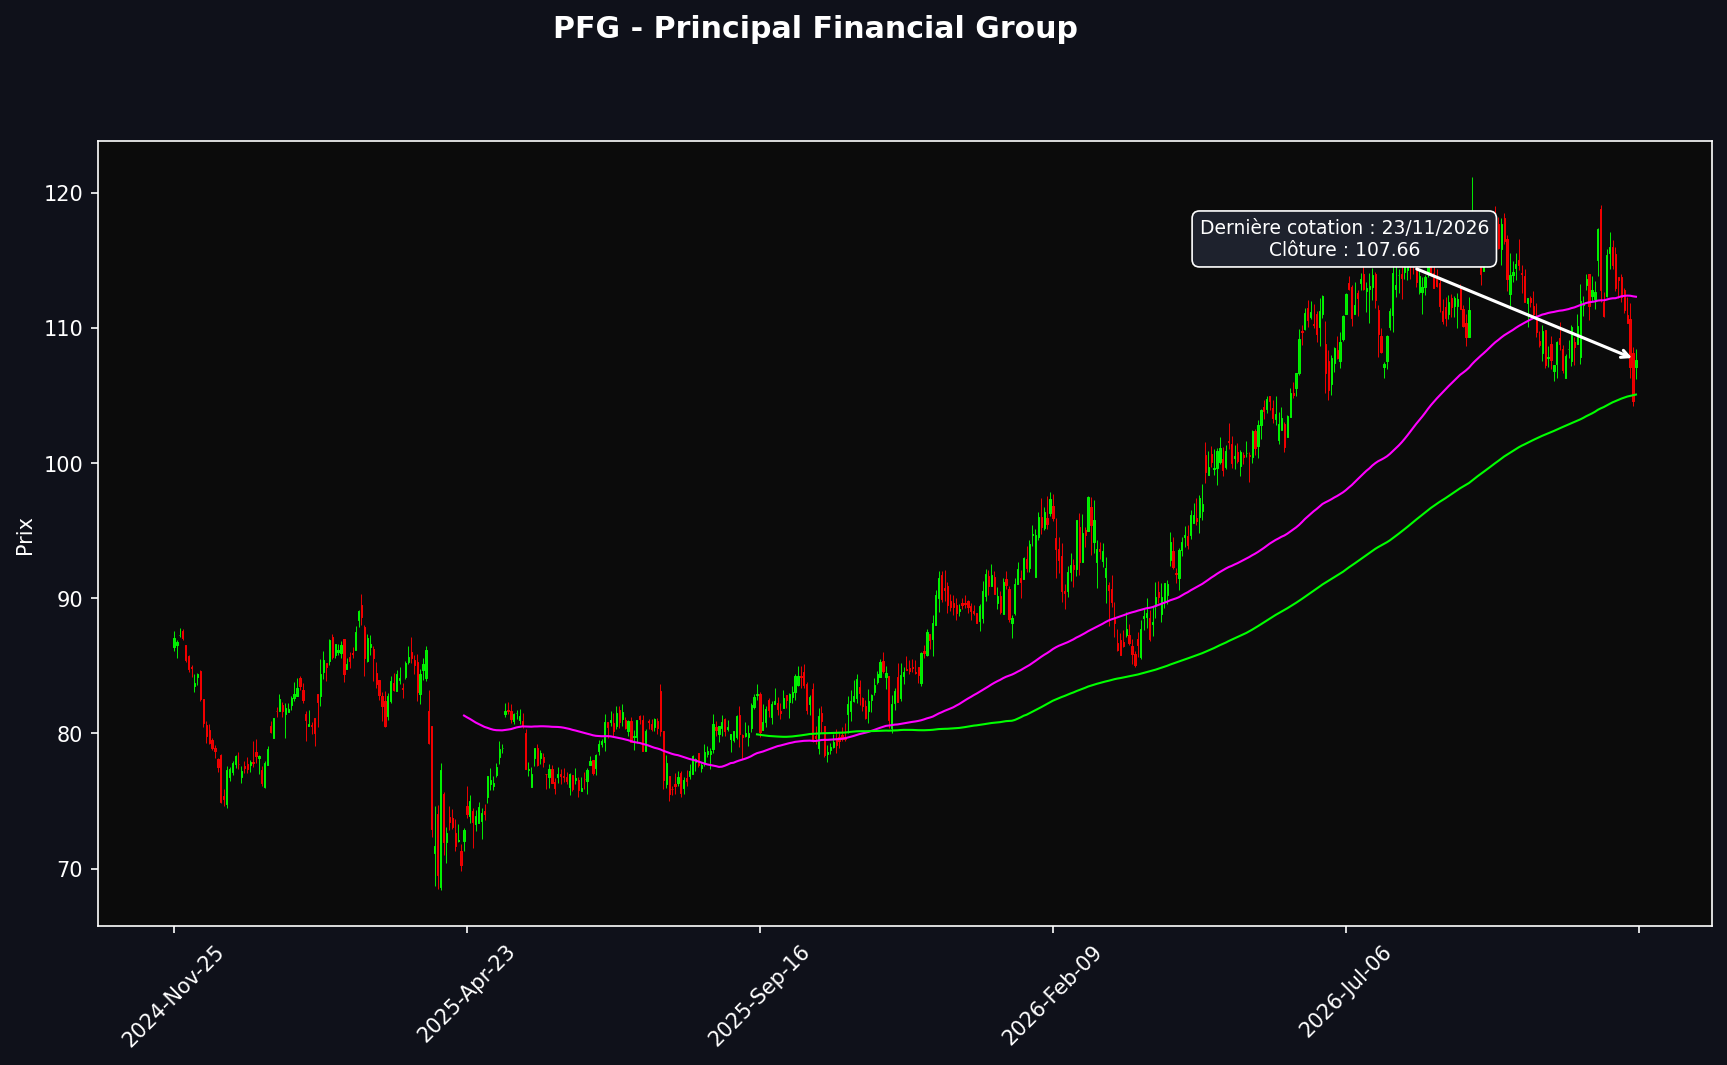 PFG - Principal Financial Group
Dernière cotation : 23/11/2026
Clôture : 107.66
Prix
120
110
100
90
80
70
2024-Nov-25
2025-Apr-23
2025-Sep-16
2026-Feb-09
2026-Jul-06